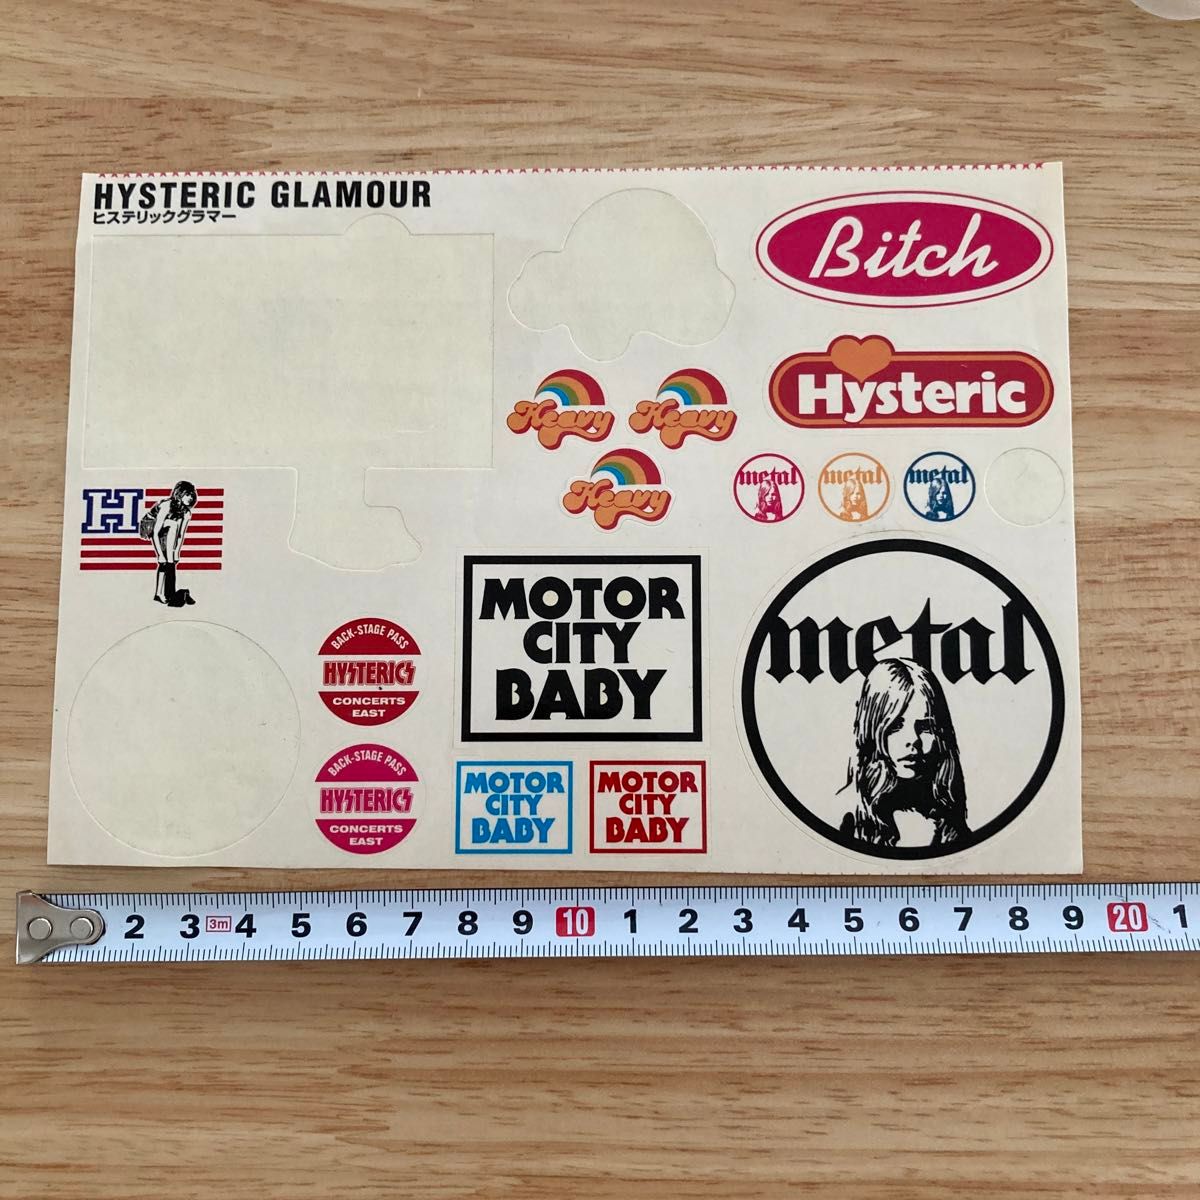 HYSTERIC GLAMOUR
ヒステリックグラマー
Bitch
Hysteric
Heavy
Heavy
Heavy
metal
metal
metal
H
MOTOR
CITY
BABY
metal
BACK-STAGE PASS
HYSTERICS
CONCERTS
EAST
BACK-STAGE PASS
HYSTERICS
CONCERTS
EAST
MOTOR
CITY
BABY
MOTOR
CITY
BABY
2 3 3m 4 5 6 7 8 9 10 1 2 3 4 5 6 7 8 9 20 1